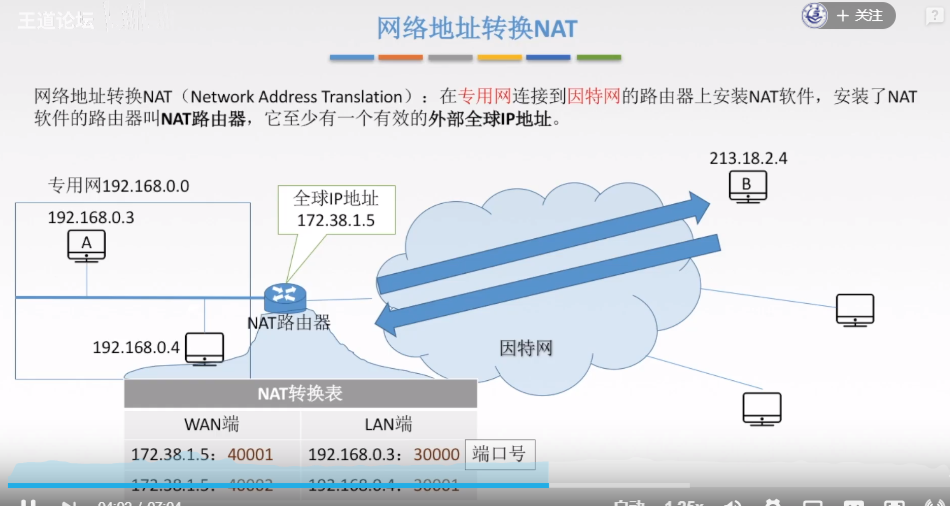 王道论坛
网络地址转换NAT
+ 关注
网络地址转换NAT（Network Address Translation）：在专用网连接到因特网的路由器上安装NAT软件，安装了NAT
软件的路由器叫NAT路由器，它至少有一个有效的外部全球IP地址。
213.18.2.4
B
专用网192.168.0.0
192.168.0.3
A
全球IP地址
172.38.1.5
NAT路由器
192.168.0.4
因特网
NAT转换表
WAN端 LAN端
172.38.1.5：40001 192.168.0.3：30000 端口号
172.38.1.5：40002 192.168.0.4：30001
04:02 / 07:04
自动 1.25x